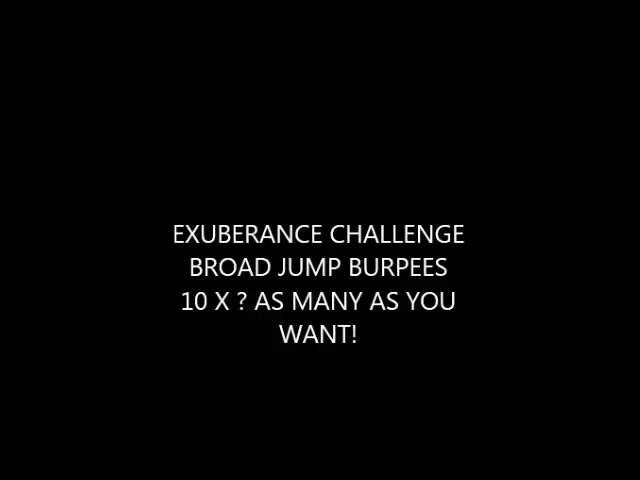 EXUBERANCE CHALLENGE
BROAD JUMP BURPEES
10 X ? AS MANY AS YOU
WANT!